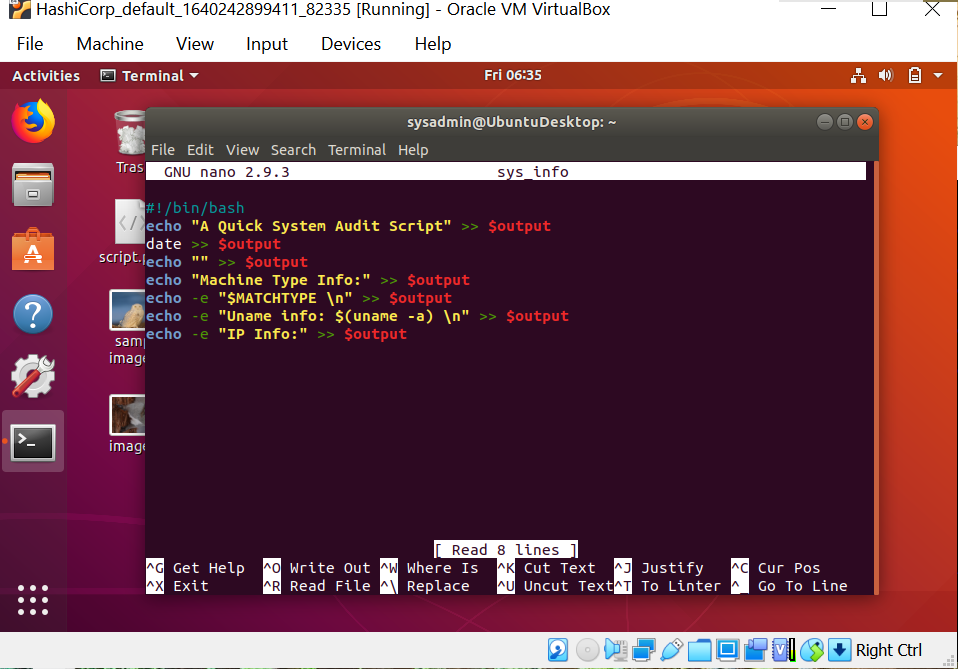 HashiCorp_default_1640242899411_82335 [Running] - Oracle VM VirtualBox
File Machine View Input Devices Help
Activities Terminal Fri 06:35
sysadmin@UbuntuDesktop: ~
File Edit View Search Terminal Help
GNU nano 2.9.3 sys_info
#!/bin/bash
echo "A Quick System Audit Script" >> $output
date >> $output
echo "" >> $output
echo "Machine Type Info:" >> $output
echo -e "$MATCHTYPE \n" >> $output
echo -e "Uname info: $(uname -a) \n" >> $output
echo -e "IP Info:" >> $output
Tras
script.
sam
image
image
[ Read 8 lines ]
^G Get Help ^O Write Out ^W Where Is ^K Cut Text ^J Justify ^C Cur Pos
^X Exit ^R Read File ^\ Replace ^U Uncut Text ^T To Linter ^_ Go To Line
Right Ctrl